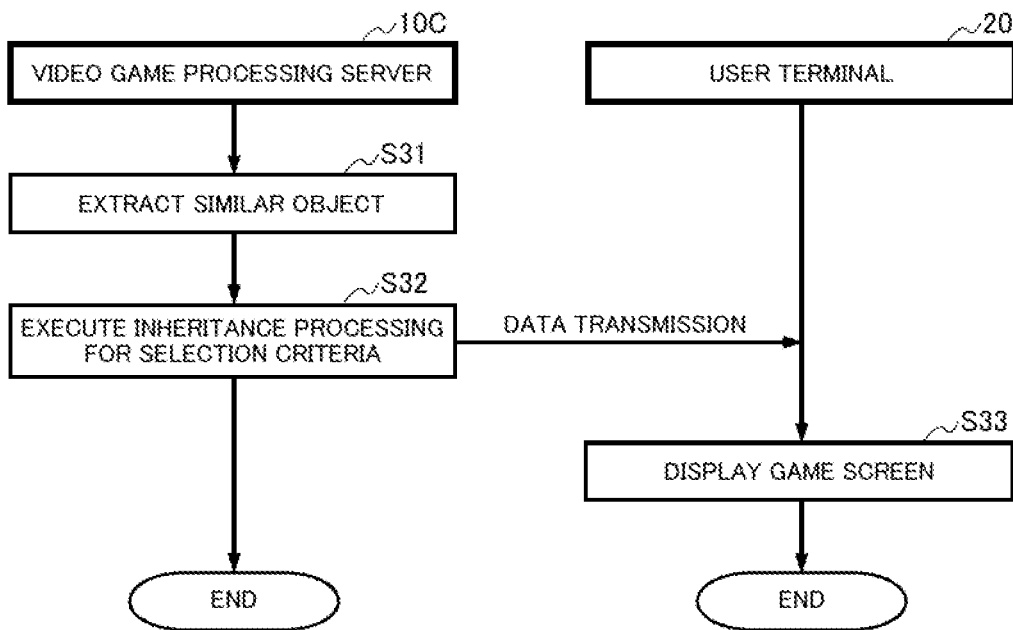 10C
VIDEO GAME PROCESSING SERVER
20
USER TERMINAL
S31
EXTRACT SIMILAR OBJECT
S32
EXECUTE INHERITANCE PROCESSING
FOR SELECTION CRITERIA
DATA TRANSMISSION
S33
DISPLAY GAME SCREEN
END
END